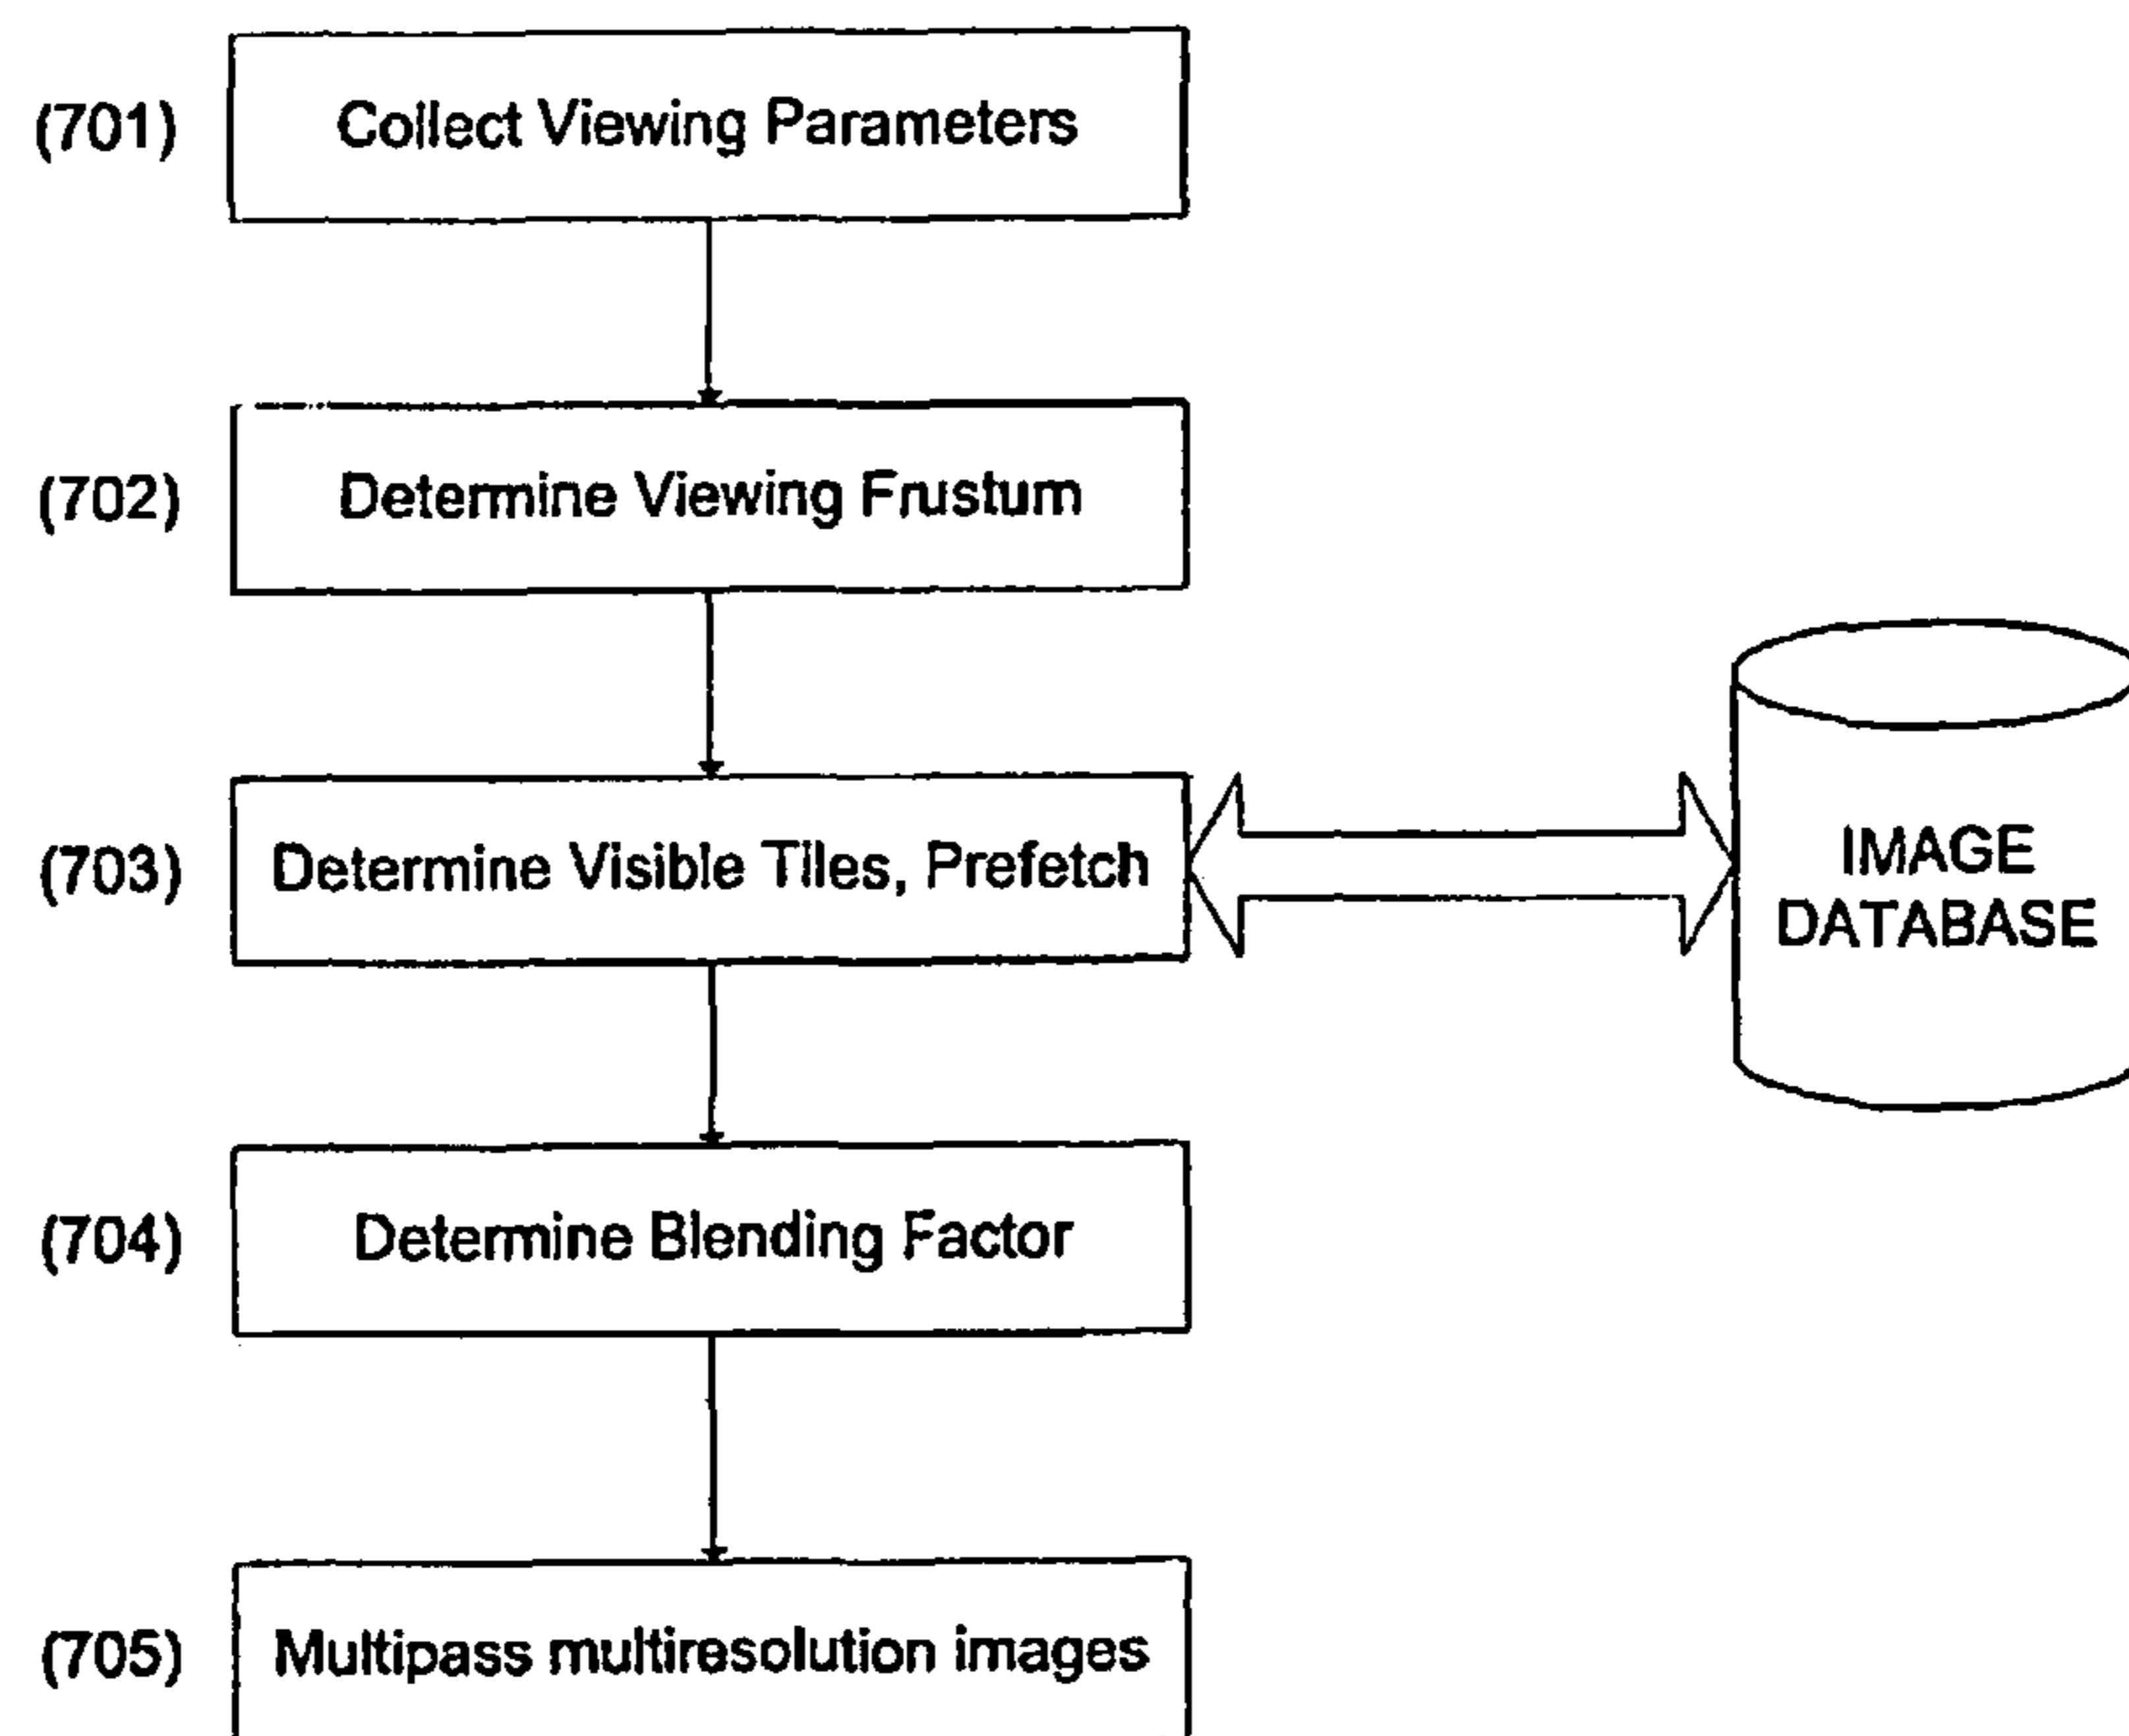 (701) Collect Viewing Parameters
(702) Determine Viewing Frustum
(703) Determine Visible Tiles, Prefetch
IMAGE
DATABASE
(704) Determine Blending Factor
(705) Multipass multiresolution images